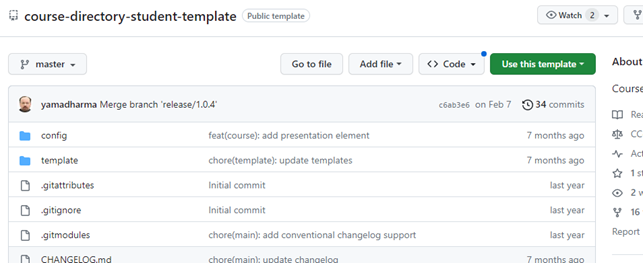 course-directory-student-template Public template
Watch 2
master Go to file Add file <> Code Use this template
About
yamadharma Merge branch 'release/1.0.4' c6ab3e6 on Feb 7 34 commits
Course
config feat(course): add presentation element 7 months ago
Rea
CC
template chore(template): update templates 7 months ago
Act
.gitattributes Initial commit last year
1 st
.gitignore Initial commit last year
2 w
16
.gitmodules chore(main): add conventional changelog support last year
Report
CHANGELOG.md chore(main): update changelog 7 months ago